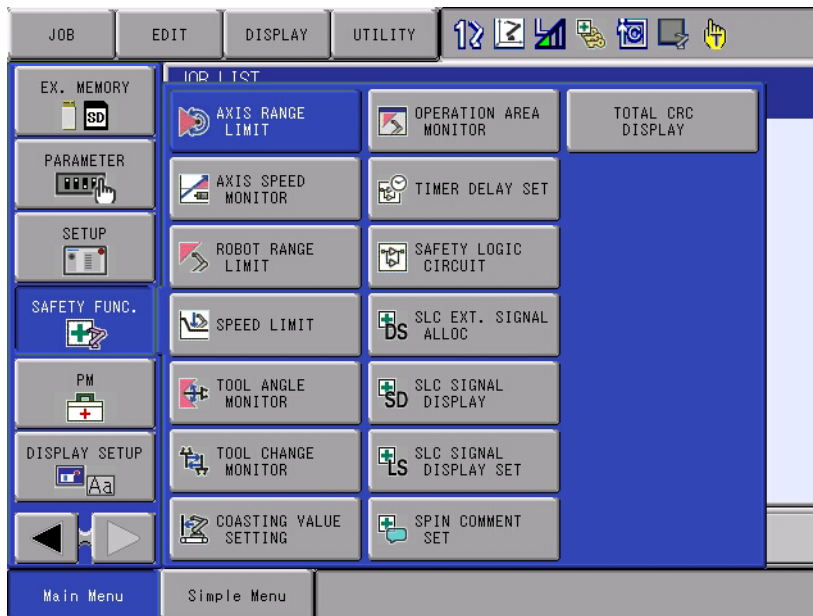 JOB
EDIT
DISPLAY
UTILITY
12
EX. MEMORY
SD
PARAMETER
SETUP
SAFETY FUNC.
PM
DISPLAY SETUP
Aa
JOB LIST
AXIS RANGE
LIMIT
AXIS SPEED
MONITOR
ROBOT RANGE
LIMIT
SPEED LIMIT
TOOL ANGLE
MONITOR
TOOL CHANGE
MONITOR
COASTING VALUE
SETTING
OPERATION AREA
MONITOR
TIMER DELAY SET
SAFETY LOGIC
CIRCUIT
DS
SLC EXT. SIGNAL
ALLOC
SD
SLC SIGNAL
DISPLAY
LS
SLC SIGNAL
DISPLAY SET
SPIN COMMENT
SET
TOTAL CRC
DISPLAY
Main Menu
Simple Menu